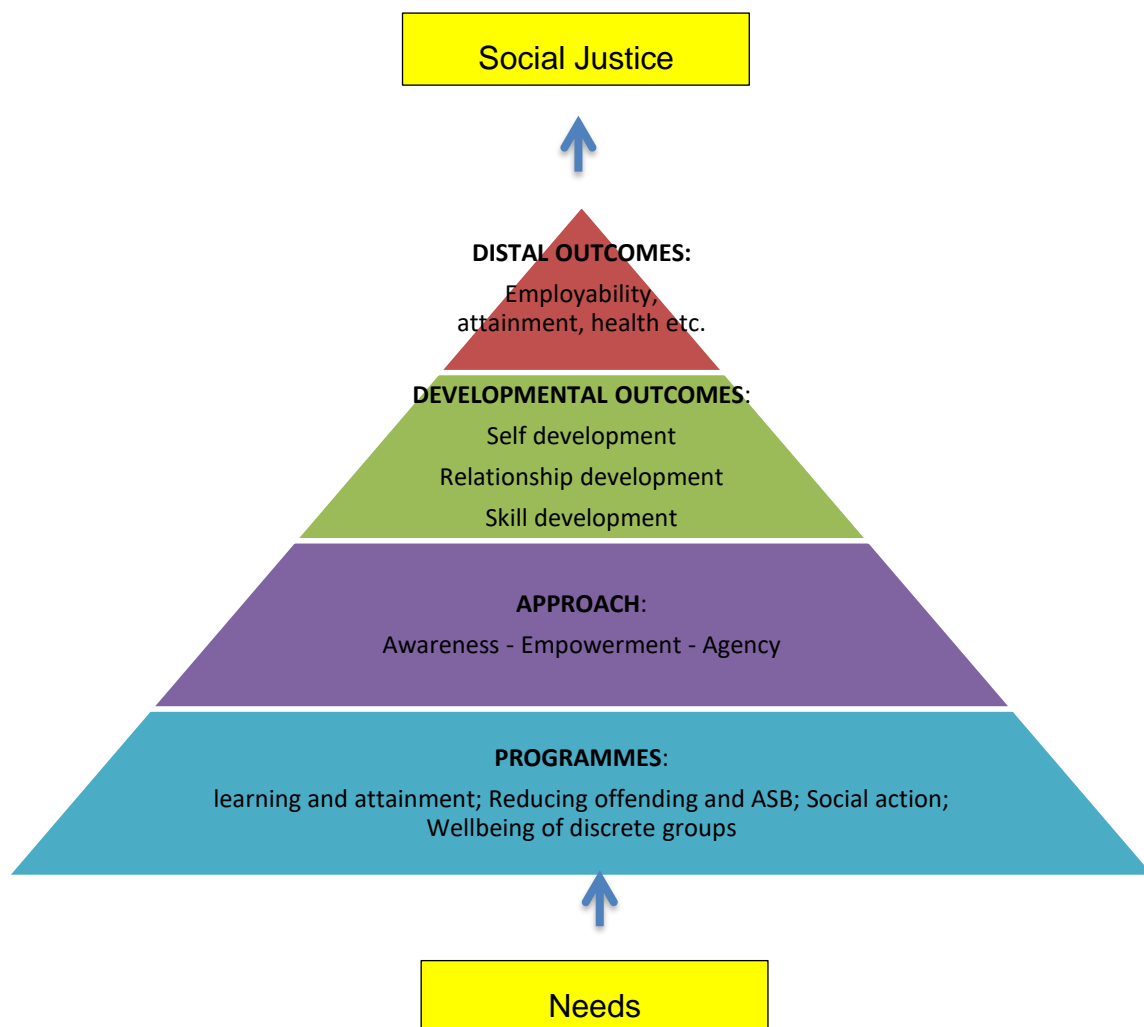 Social Justice
DISTAL OUTCOMES:
Employability,
attainment, health etc.
DEVELOPMENTAL OUTCOMES:
Self development
Relationship development
Skill development
APPROACH:
Awareness - Empowerment - Agency
PROGRAMMES:
learning and attainment; Reducing offending and ASB; Social action;
Wellbeing of discrete groups
Needs